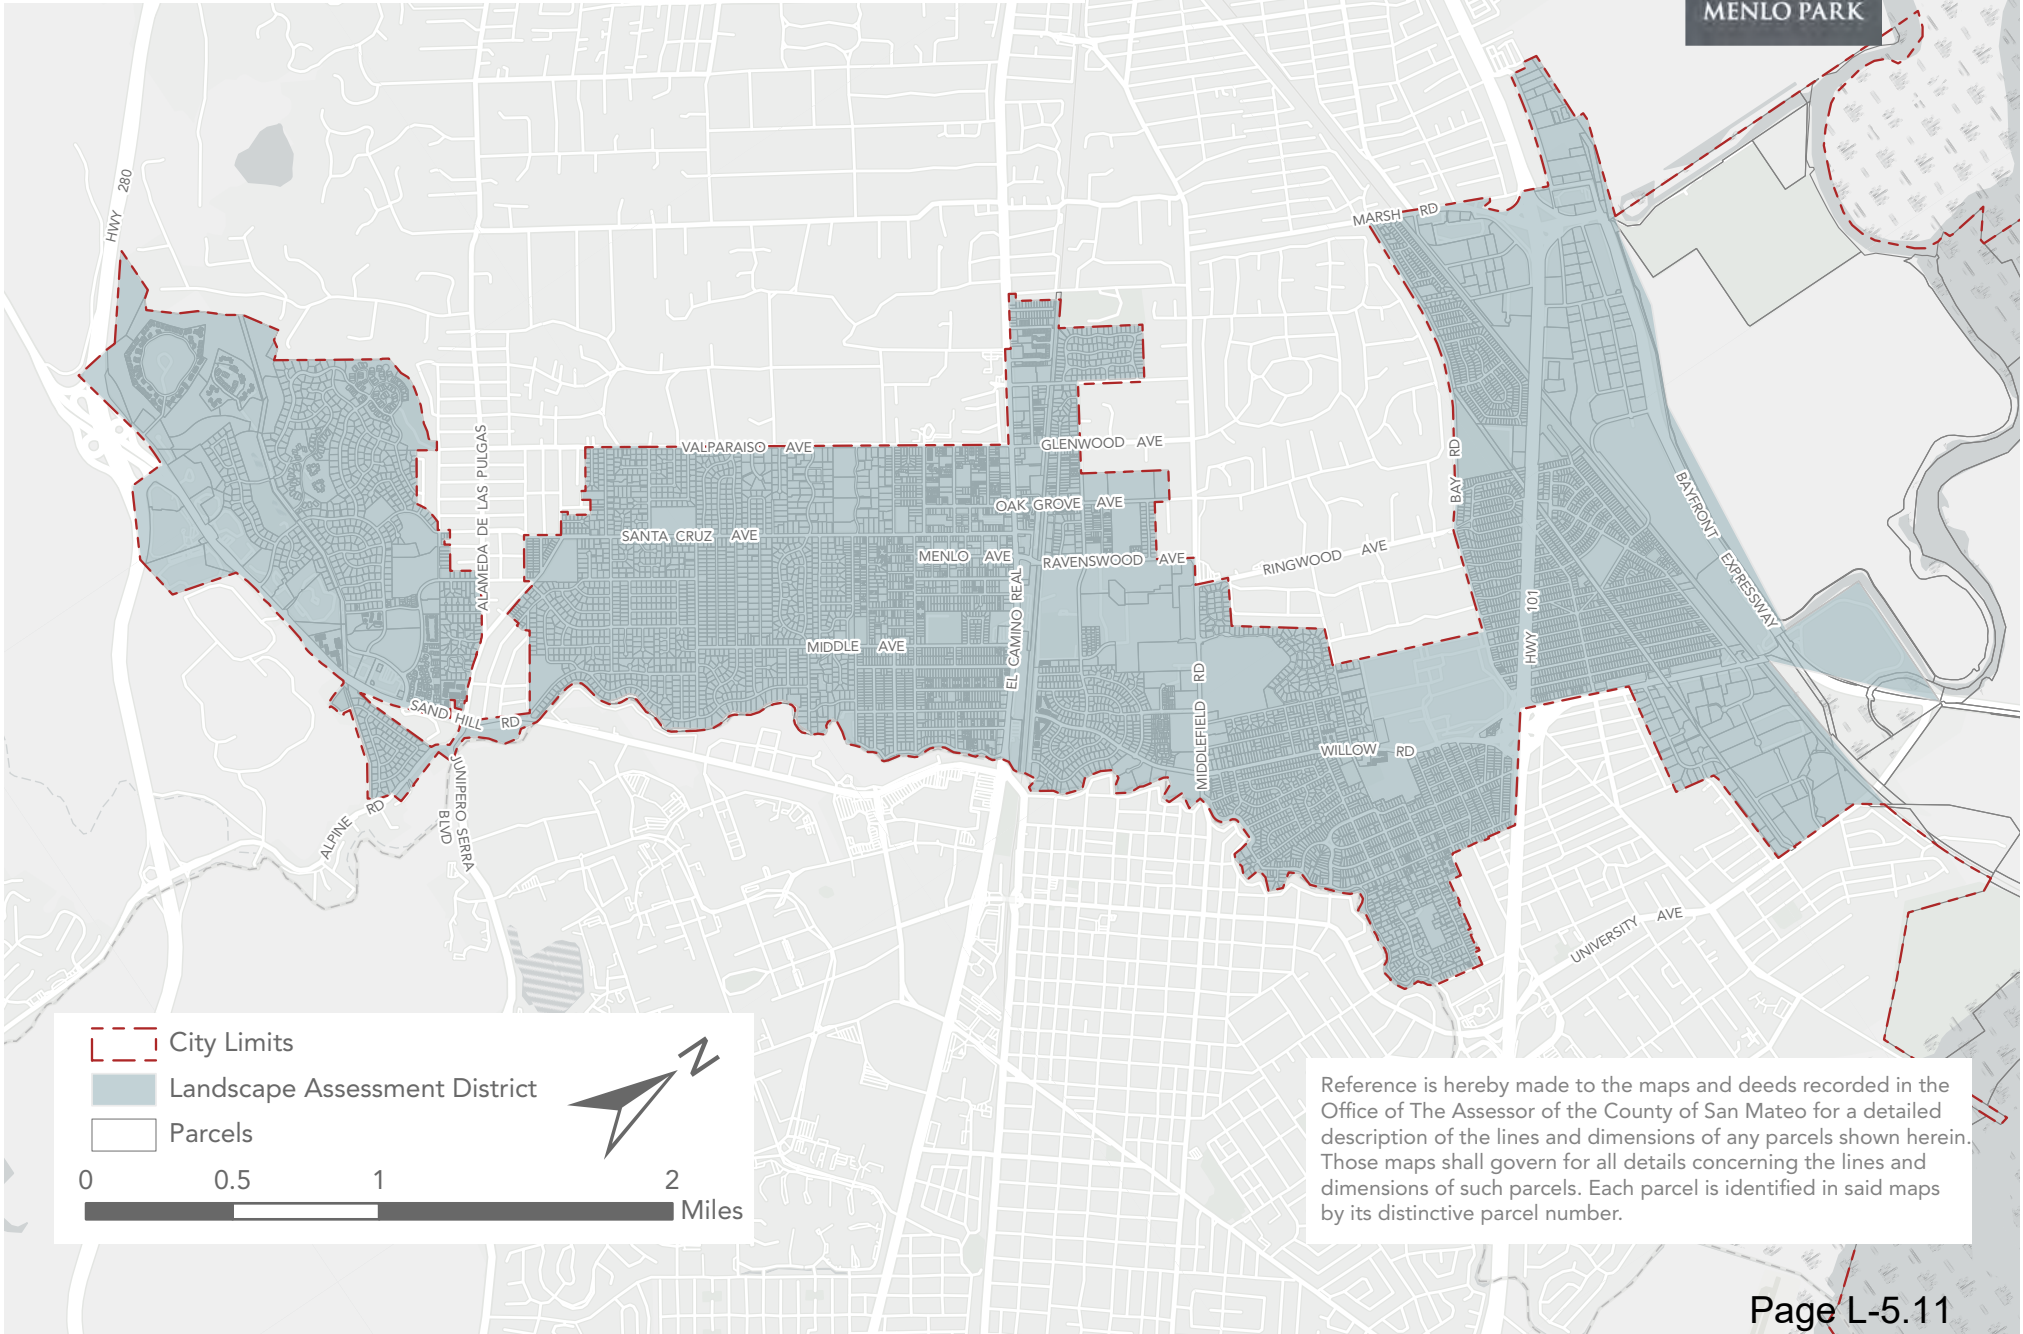 MENLO PARK
HWY 280
MARSH RD
VALPARAISO AVE
GLENWOOD AVE
ALAMEDA DE LAS PULGAS
BAY RD
OAK GROVE AVE
SANTA CRUZ AVE
MENLO AVE
RAVENSWOOD AVE
RINGWOOD AVE
BAYFRONT EXPRESSWAY
HWY 101
EL CAMINO REAL
MIDDLE AVE
MIDDLEFIELD RD
SAND HILL RD
WILLOW RD
JUNIPERO SERRA
BLVD
ALPINE RD
UNIVERSITY AVE
City Limits
Landscape Assessment District
Parcels
N
0 0.5 1 2
Miles
Reference is hereby made to the maps and deeds recorded in the
Office of The Assessor of the County of San Mateo for a detailed
description of the lines and dimensions of any parcels shown herein.
Those maps shall govern for all details concerning the lines and
dimensions of such parcels. Each parcel is identified in said maps
by its distinctive parcel number.
Page L-5.11